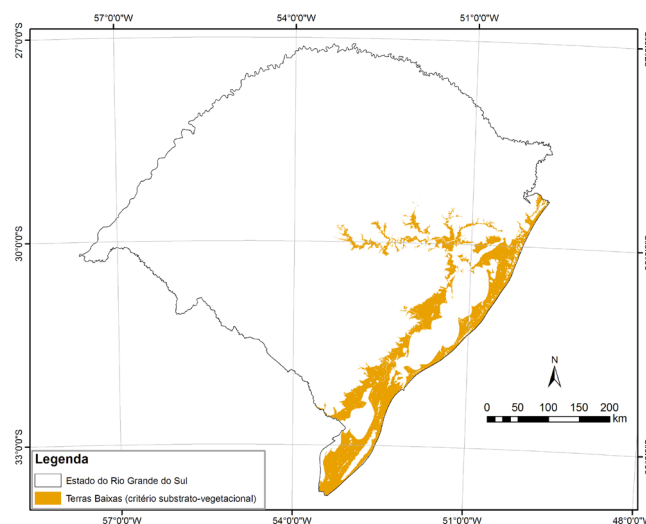 57°0'0"W 54°0'0"W 51°0'0"W
27°0'0"S
30°0'0"S
33°0'0"S
N
0 25 50 100 150 200
km
Legenda
Estado do Rio Grande do Sul
Terras Baixas (critério substrato-vegetacional)
57°0'0"W 54°0'0"W 51°0'0"W 48°0'0"W